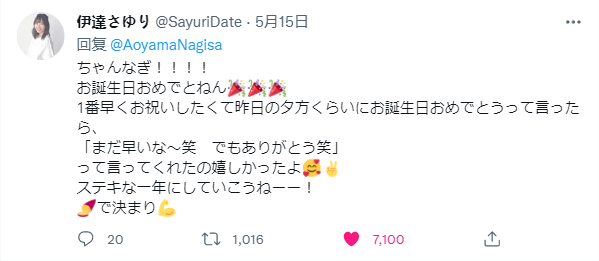 伊達さゆり @SayuriDate · 5月15日
回复 @AoyamaNagisa
ちゃんなぎ！！！！
お誕生日おめでとねん🎉🎉🎉
1番早くお祝いしたくて昨日の夕方くらいにお誕生日おめでとうって言った
ら、
「まだ早いな〜笑　でもありがとう笑」
って言ってくれたの嬉しかったよ🥰✌️
ステキな一年にしていこうねーー！
🍠で決まり💪
20 1,016 7,100